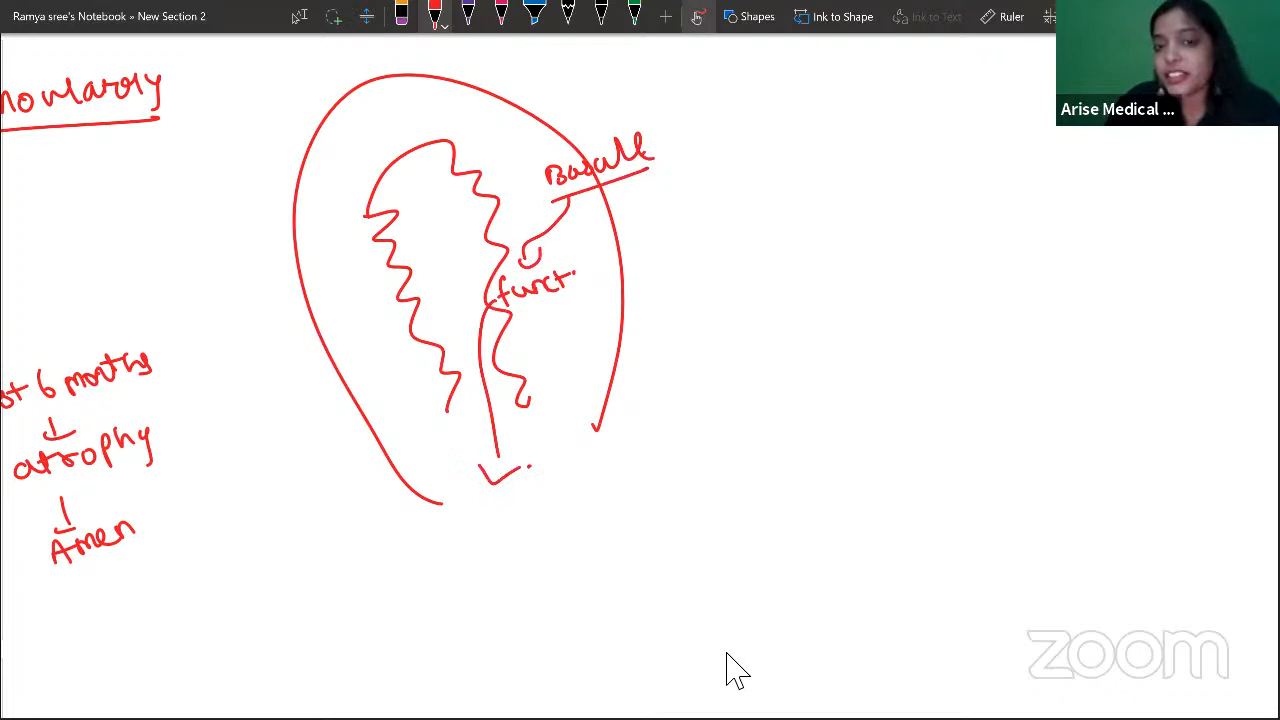 Ramya sree's Notebook » New Section 2
Shapes
Ink to Shape
Ink to Text
Ruler
Arise Medical ...
Basale
funct.
st 6 months
atrophy
Amen
zoom